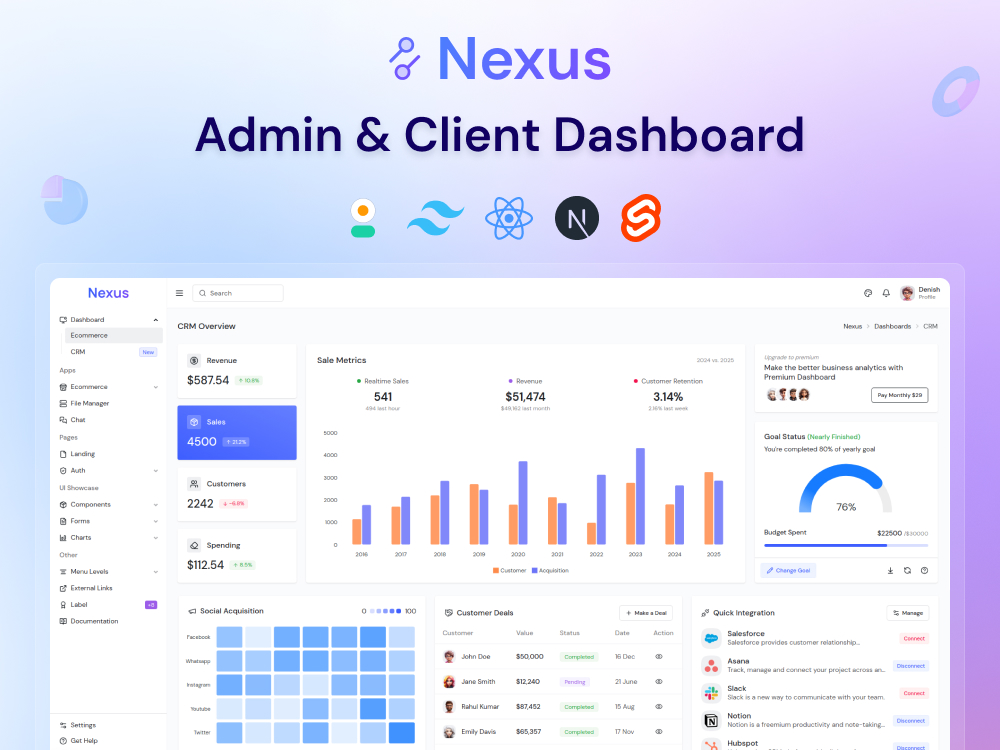 Nexus
Admin & Client Dashboard
N
Nexus
Search
Denish
Profile
Dashboard
Ecommerce
CRM
New
Apps
Ecommerce
File Manager
Chat
Pages
Landing
Auth
UI Showcase
Components
Forms
Charts
Other
Menu Levels
External Links
Label
+8
Documentation
Settings
Get Help
CRM Overview
Nexus > Dashboards > CRM
Revenue
$587.54
↑ 10.8%
Sales
4500
↑ 21.2%
Customers
2242
↓ -6.8%
Spending
$112.54
↑ 8.5%
Sale Metrics
2024 vs. 2025
Realtime Sales
541
494 last hour
Revenue
$51,474
$49,162 last month
Customer Retention
3.14%
2.16% last week
5000
4000
3000
2000
1000
0
2016 2017 2018 2019 2020 2021 2022 2023 2024 2025
Customer Acquisition
Upgrade to premium
Make the better business analytics with
Premium Dashboard
Pay Monthly $29
Goal Status (Nearly Finished)
You're completed 80% of yearly goal
76%
Budget Spent
$22500 /$30000
Change Goal
Social Acquisition
0 100
Facebook
Whatsapp
Instagram
Youtube
Twitter
Customer Deals
+ Make a Deal
Customer Value Status Date Action
John Doe $50,000 Completed 16 Dec
Jane Smith $12,240 Pending 21 June
Rahul Kumar $87,452 Completed 15 Aug
Emily Davis $65,357 Completed 17 Nov
Quick Integration
Manage
Salesforce
Salesforce provides customer relationship...
Connect
Asana
Track, manage and connect your project across an...
Disconnect
Slack
Slack is a new way to communicate with your team.
Connect
Notion
Notion is a freemium productivity and note-taking...
Disconnect
Hubspot
Disconnect